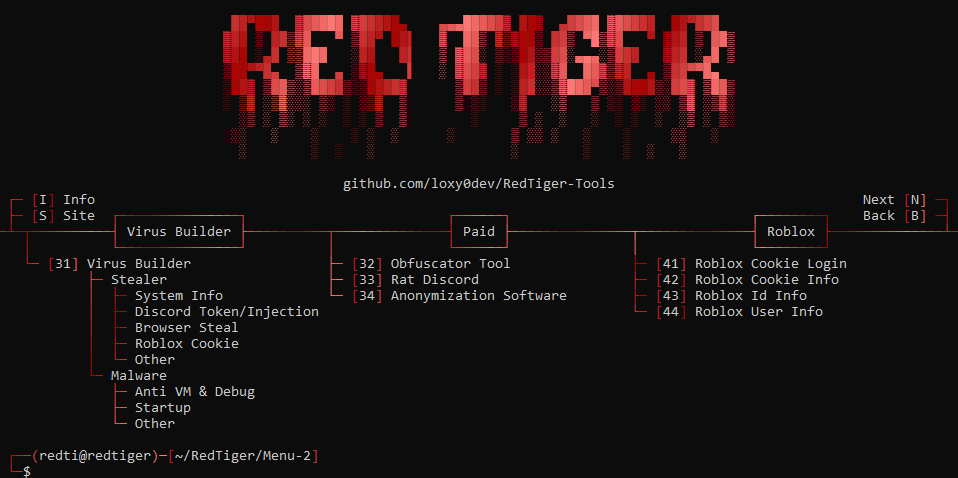 RED TIGER
github.com/loxy0dev/RedTiger-Tools
[I] Info
Next [N]
[S] Site
Back [B]
Virus Builder
Paid
Roblox
[31] Virus Builder
[32] Obfuscator Tool
[41] Roblox Cookie Login
Stealer
[33] Rat Discord
[42] Roblox Cookie Info
System Info
[34] Anonymization Software
[43] Roblox Id Info
Discord Token/Injection
[44] Roblox User Info
Browser Steal
Roblox Cookie
Other
Malware
Anti VM & Debug
Startup
Other
(redti@redtiger)-[~/RedTiger/Menu-2]
$